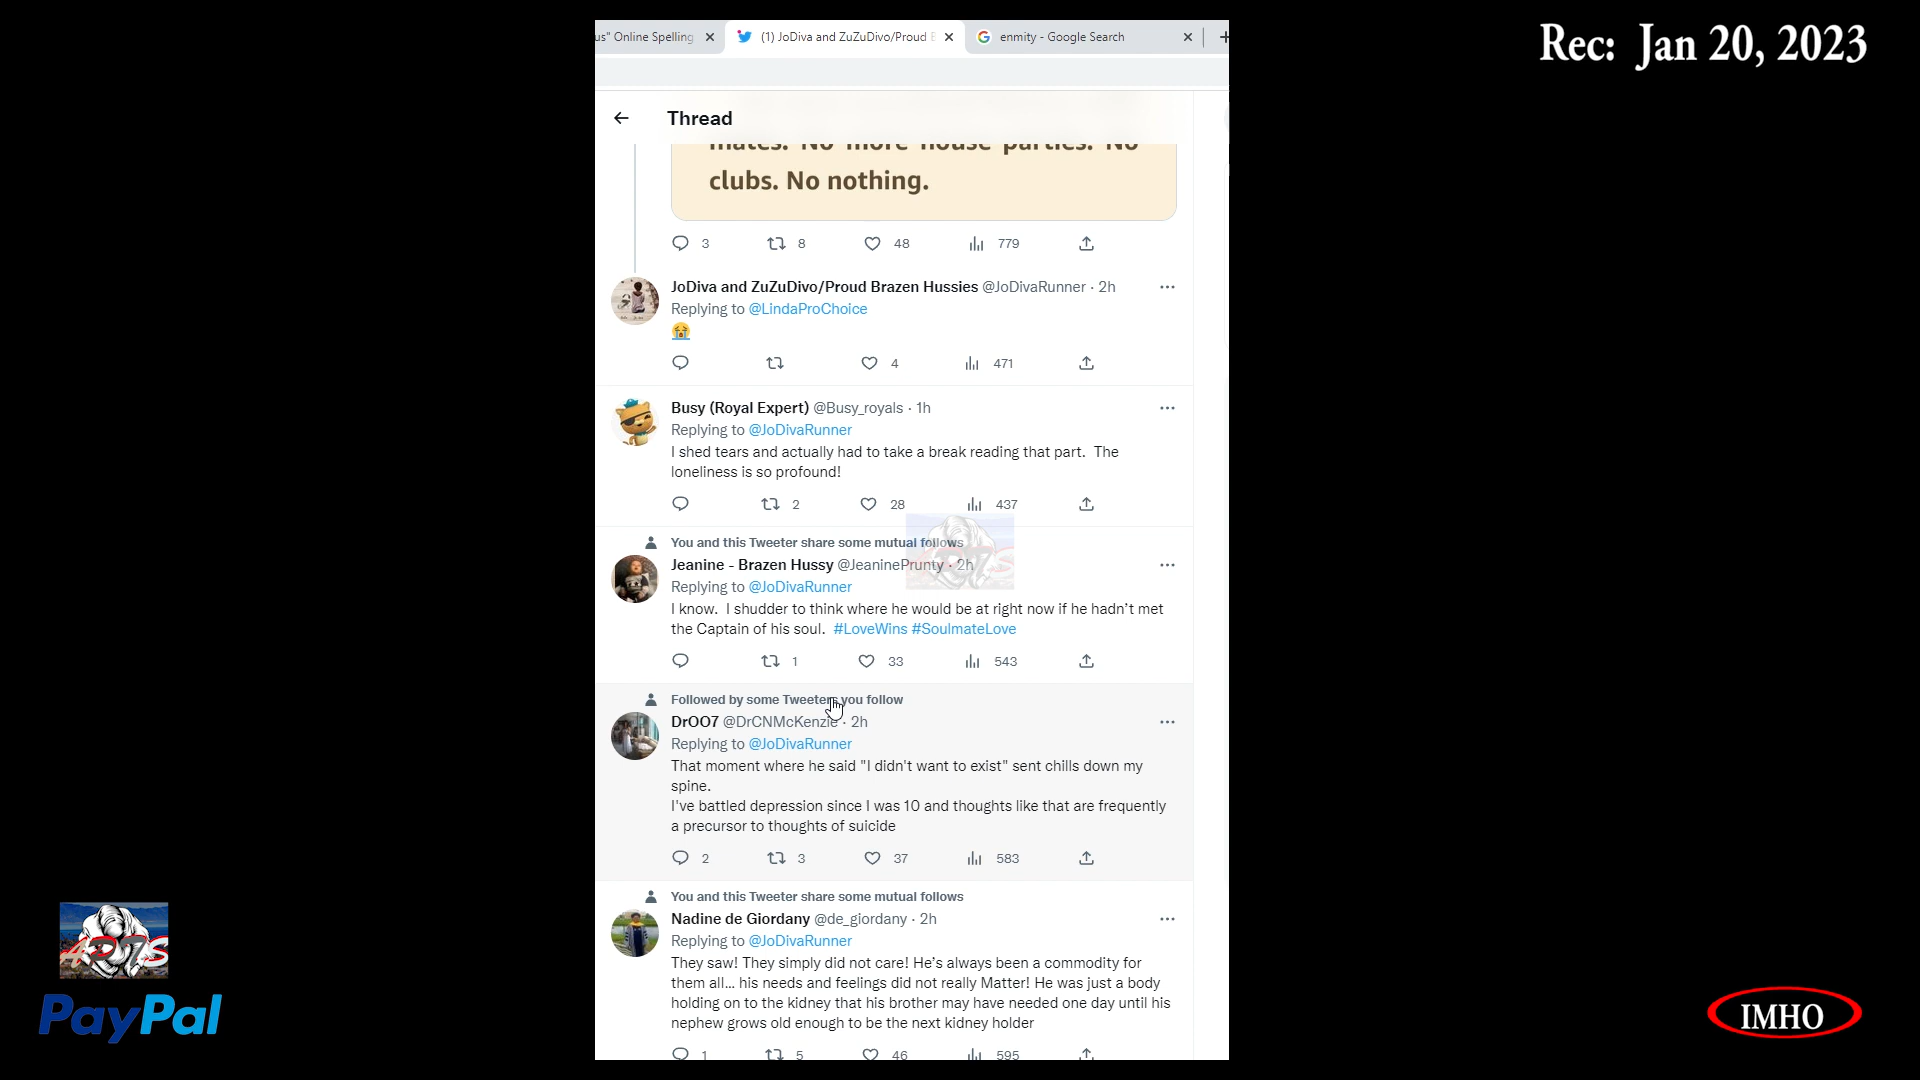 Rec: Jan 20, 2023
us" Online Spelling
(1) JoDiva and ZuZuDivo/Proud B
enmity - Google Search
Thread
mates. No more house parties. No
clubs. No nothing.
3 8 48 779
JoDiva and ZuZuDivo/Proud Brazen Hussies @JoDivaRunner · 2h
Replying to @LindaProChoice
4 471
Busy (Royal Expert) @Busy_royals · 1h
Replying to @JoDivaRunner
I shed tears and actually had to take a break reading that part. The
loneliness is so profound!
2 28 437
You and this Tweeter share some mutual follows
Jeanine - Brazen Hussy @JeaninePrunty · 2h
Replying to @JoDivaRunner
I know. I shudder to think where he would be at right now if he hadn't met
the Captain of his soul. #LoveWins #SoulmateLove
1 33 543
Followed by some Tweeters you follow
DrOO7 @DrCNMcKenzie · 2h
Replying to @JoDivaRunner
That moment where he said "I didn't want to exist" sent chills down my
spine.
I've battled depression since I was 10 and thoughts like that are frequently
a precursor to thoughts of suicide
2 3 37 583
You and this Tweeter share some mutual follows
Nadine de Giordany @de_giordany · 2h
Replying to @JoDivaRunner
They saw! They simply did not care! He's always been a commodity for
them all... his needs and feelings did not really Matter! He was just a body
holding on to the kidney that his brother may have needed one day until his
nephew grows old enough to be the next kidney holder
1 5 46 595
PayPal
IMHO